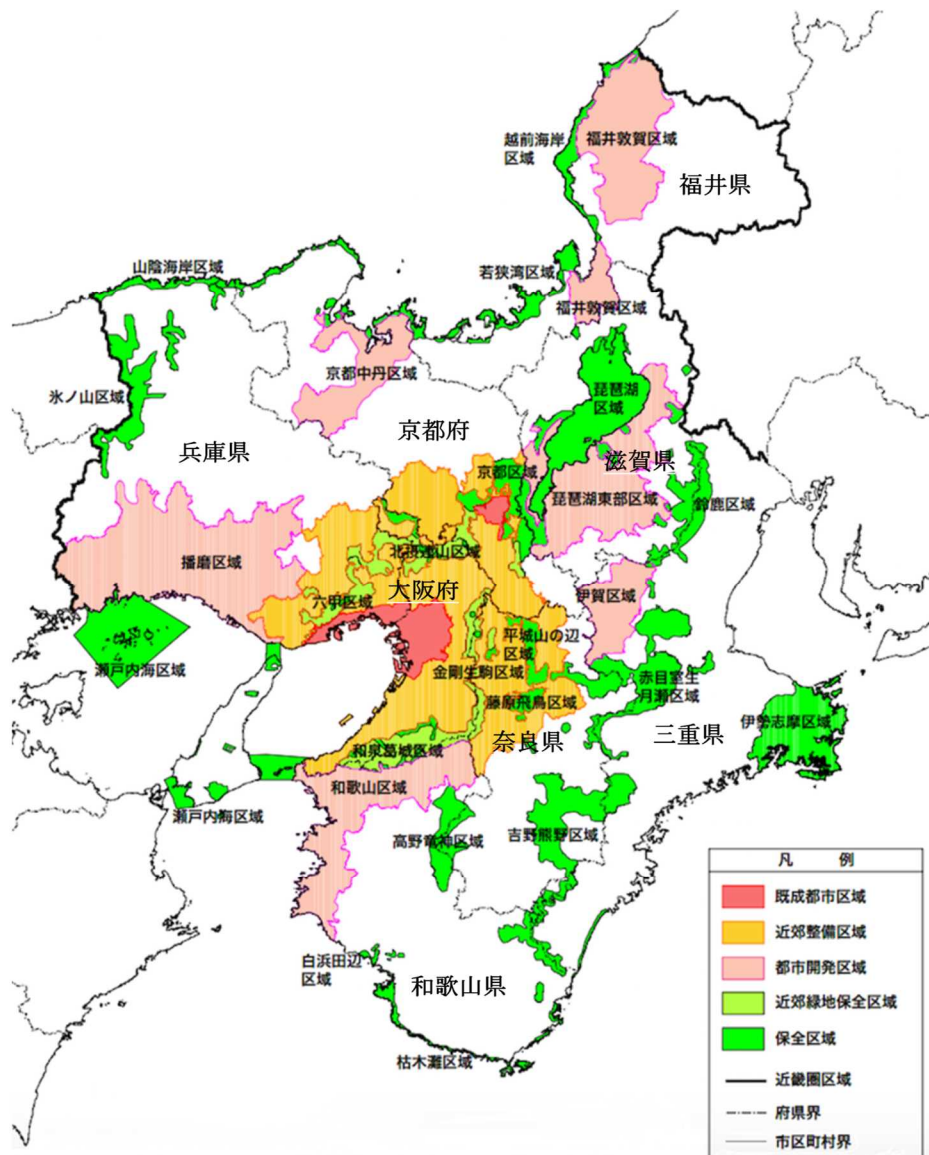 越前海岸
区域
福井敦賀区域
福井県
山陰海岸区域
若狭湾区域
福井敦賀区域
京都中丹区域
琵琶湖
区域
氷ノ山区域
京都府
兵庫県
滋賀県
京都区域
琵琶湖東部区域
鈴鹿区域
北摂連山区域
播磨区域
大阪府
伊賀区域
六甲区域
平城山の辺
区域
瀬戸内海区域
金剛生駒区域
赤目室生
月瀬区域
藤原飛鳥区域
伊勢志摩区域
奈良県
三重県
和泉葛城区域
和歌山区域
瀬戸内海区域
高野竜神区域
吉野熊野区域
白浜田辺
区域
和歌山県
枯木灘区域
凡 例
既成都市区域
近郊整備区域
都市開発区域
近郊緑地保全区域
保全区域
近畿圏区域
府県界
市区町村界